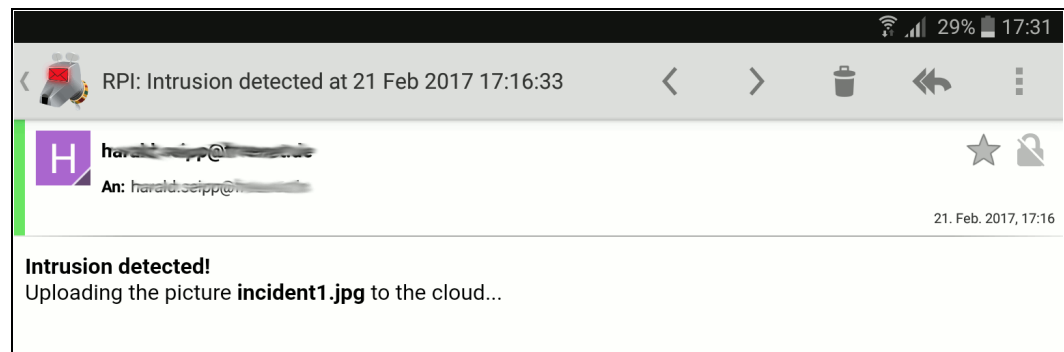 29% 17:31
RPI: Intrusion detected at 21 Feb 2017 17:16:33
H
An:
21. Feb. 2017, 17:16
Intrusion detected!
Uploading the picture incident1.jpg to the cloud...